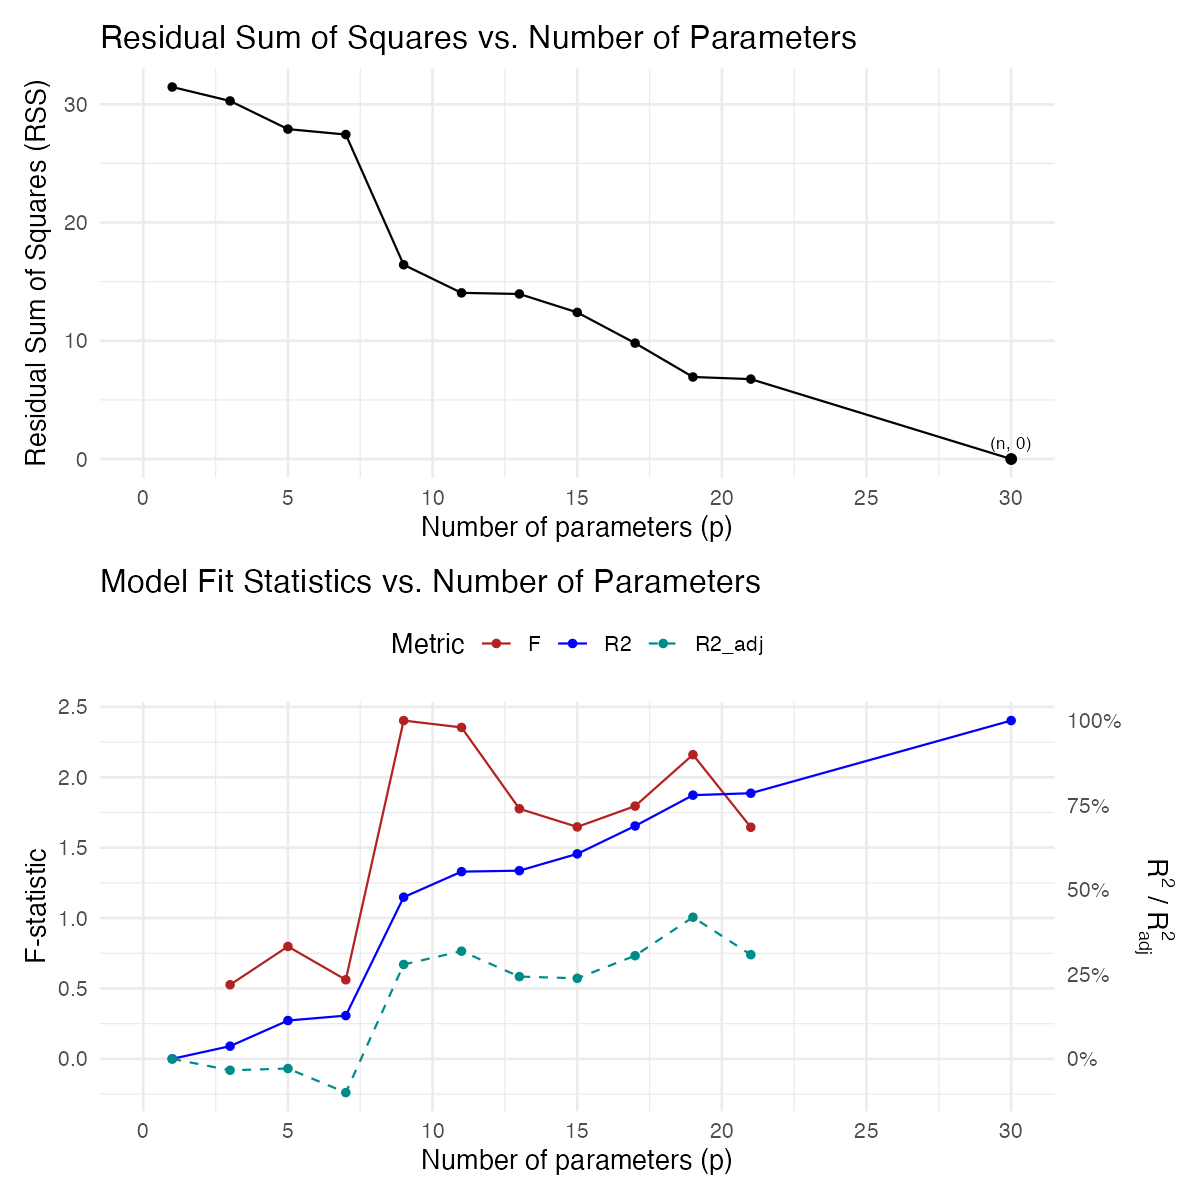 Residual Sum of Squares vs. Number of Parameters
Residual Sum of Squares (RSS)
30
20
10
0
(n, 0)
0 5 10 15 20 25 30
Number of parameters (p)
Model Fit Statistics vs. Number of Parameters
Metric F R2 R2_adj
F-statistic
2.5
2.0
1.5
1.0
0.5
0.0
100%
75%
50%
25%
0%
R² / R²adj
0 5 10 15 20 25 30
Number of parameters (p)